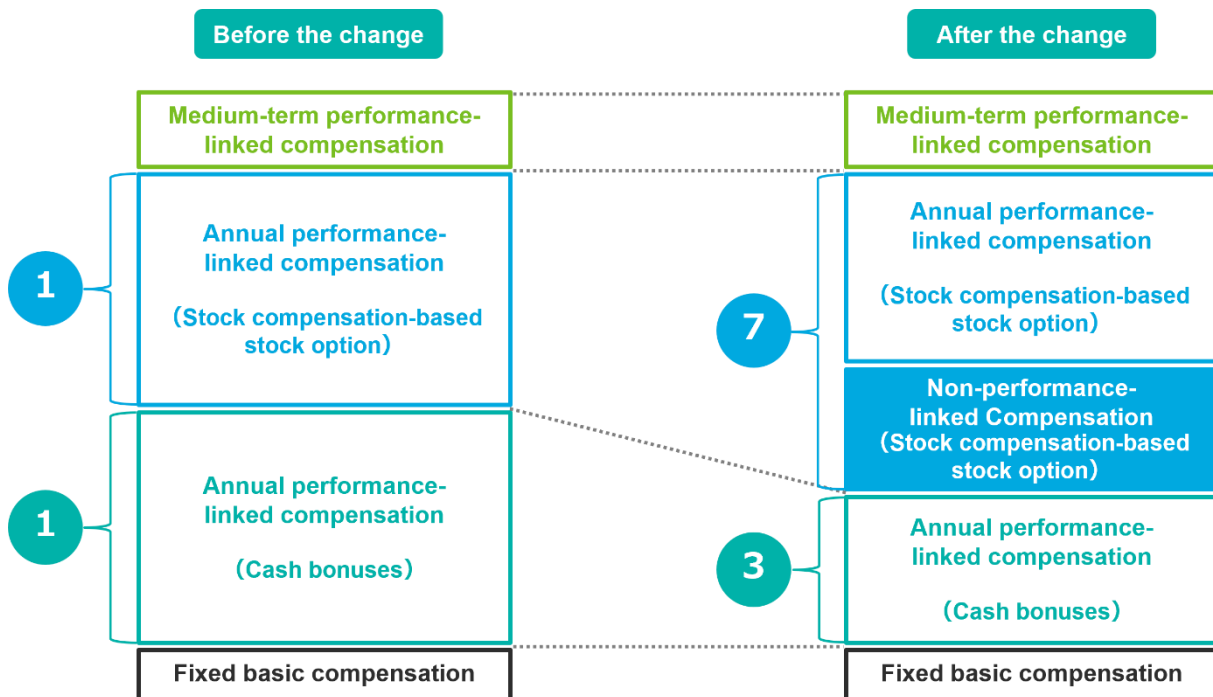 Before the change
Medium-term performance-
linked compensation
1
Annual performance-
linked compensation
（Stock compensation-based
stock option）
1
Annual performance-
linked compensation
（Cash bonuses）
Fixed basic compensation
After the change
Medium-term performance-
linked compensation
7
Annual performance-
linked compensation
（Stock compensation-based
stock option）
Non-performance-
linked Compensation
（Stock compensation-based
stock option）
3
Annual performance-
linked compensation
（Cash bonuses）
Fixed basic compensation